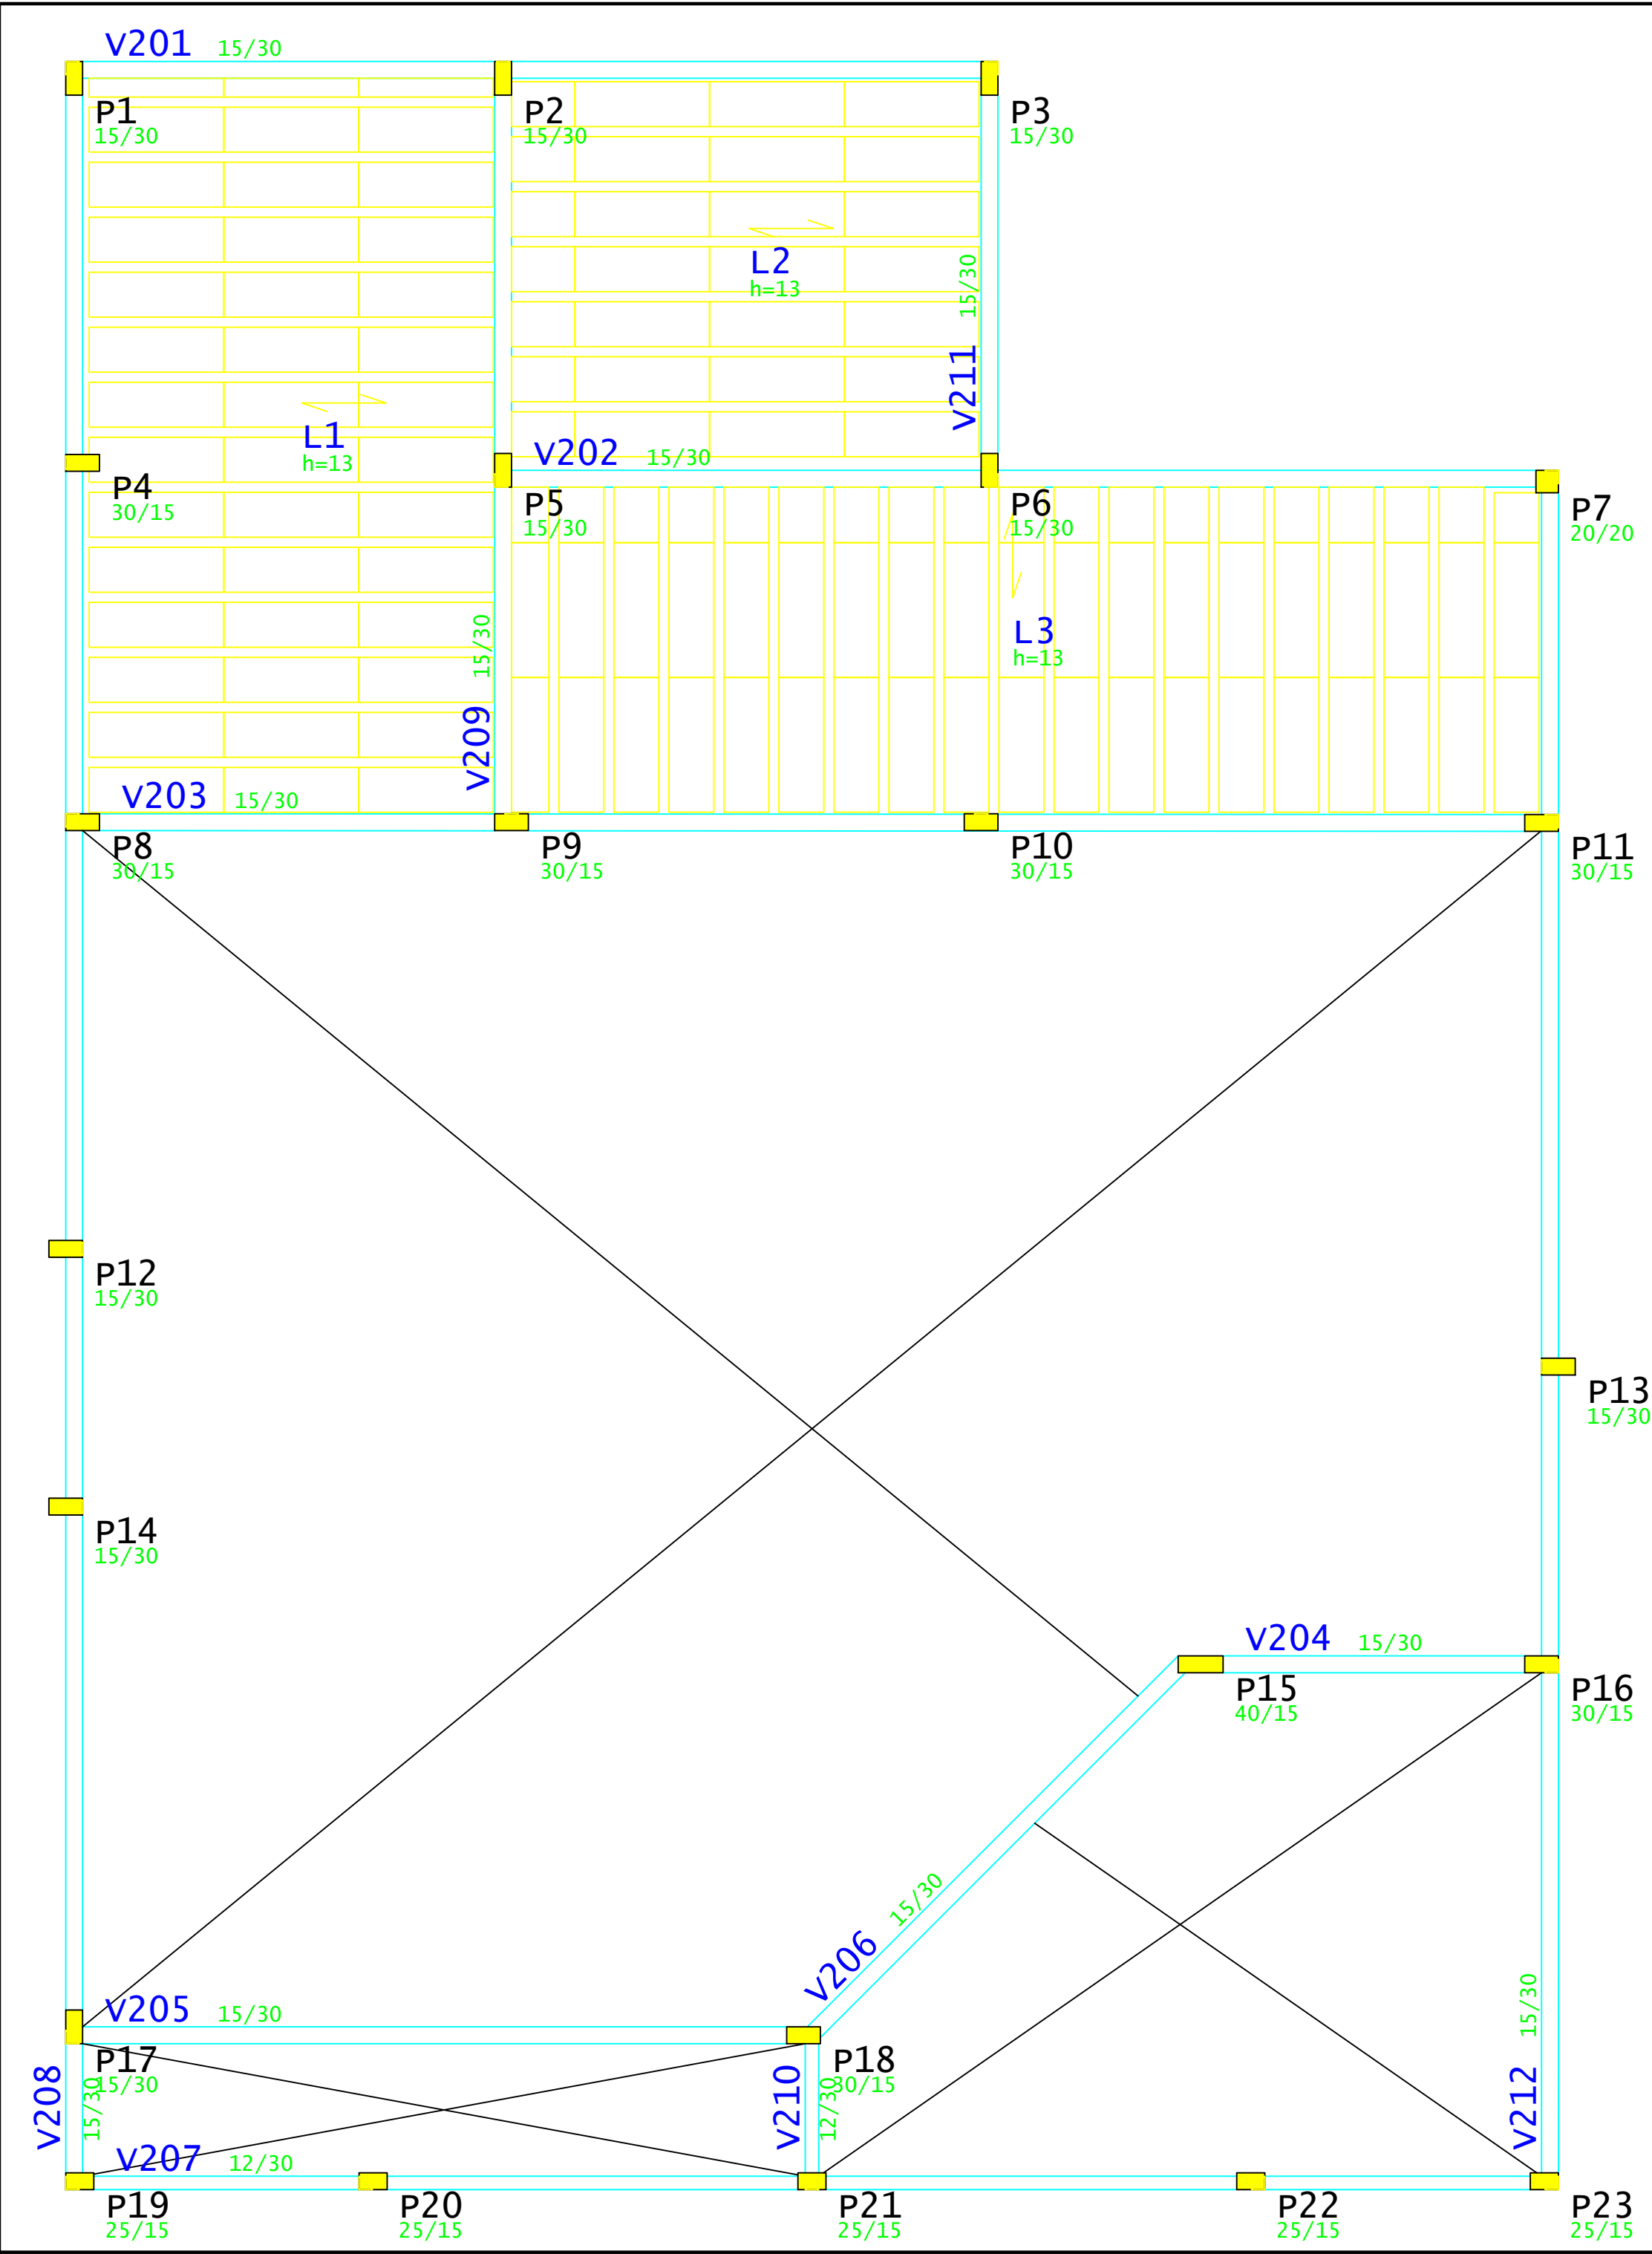 V201 15/30
P1
15/30
P2
15/30
P3
15/30
L2
h=13
15/30
V211
L1
h=13
V202 15/30
P4
30/15
P5
15/30
P6
15/30
P7
20/20
15/30
L3
h=13
V209
V203 15/30
P8
30/15
P9
30/15
P10
30/15
P11
30/15
P12
15/30
P13
15/30
P14
15/30
V204 15/30
P15
40/15
P16
30/15
15/30
V206
V205 15/30
15/30
P17
15/30
P18
30/15
V208
15/30
V210
12/30
V212
V207 12/30
P19
25/15
P20
25/15
P21
25/15
P22
25/15
P23
25/15